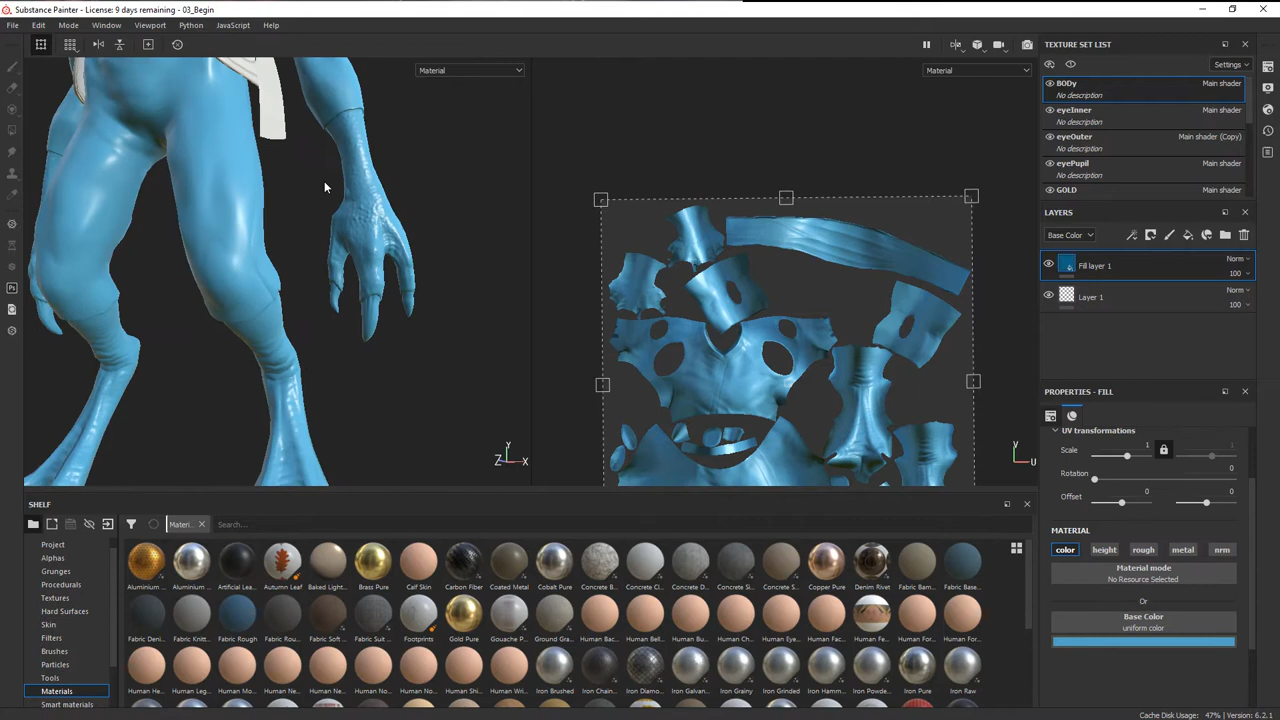 Substance Painter - License: 9 days remaining - 03_Begin
File Edit Mode Window Viewport Python JavaScript Help
Material
Material
TEXTURE SET LIST
Settings
BODy Main shader
No description
eyeInner Main shader
No description
eyeOuter Main shader (Copy)
No description
eyePupil Main shader
No description
GOLD Main shader
LAYERS
Base Color
Fill layer 1 Norm 100
Layer 1 Norm 100
PROPERTIES - FILL
UV transformations
Scale 1 1
Rotation 0
Offset 0 0
MATERIAL
color height rough metal nrm
Material mode
No Resource Selected
Or
Base Color
uniform color
Y
Z X
V
U
Ps
SHELF
Materi... Search...
Project
Alphas
Grunges
Procedurals
Textures
Hard Surfaces
Skin
Filters
Brushes
Particles
Tools
Materials
Smart materials
Aluminium ... Aluminium ... Artificial Lea... Autumn Leaf Baked Light... Brass Pure Calf Skin Carbon Fiber Coated Metal Cobalt Pure Concrete B... Concrete Cl... Concrete D... Concrete S... Concrete S... Copper Pure Denim Rivet Fabric Barn... Fabric Base...
Fabric Deni... Fabric Knitt... Fabric Rough Fabric Rou... Fabric Soft ... Fabric Suit ... Footprints Gold Pure Gouache P... Ground Gra... Human Bac... Human Bell... Human Bu... Human Ch... Human Eye... Human Fac... Human Fe... Human For... Human For...
Human He... Human Leg... Human Mo... Human Ne... Human Ne... Human No... Human No... Human Shi... Human Wri... Iron Brushed Iron Chain... Iron Diamo... Iron Galvan... Iron Grainy Iron Grinded Iron Hamm... Iron Powde... Iron Pure Iron Raw
Cache Disk Usage: 47% | Version: 6.2.1